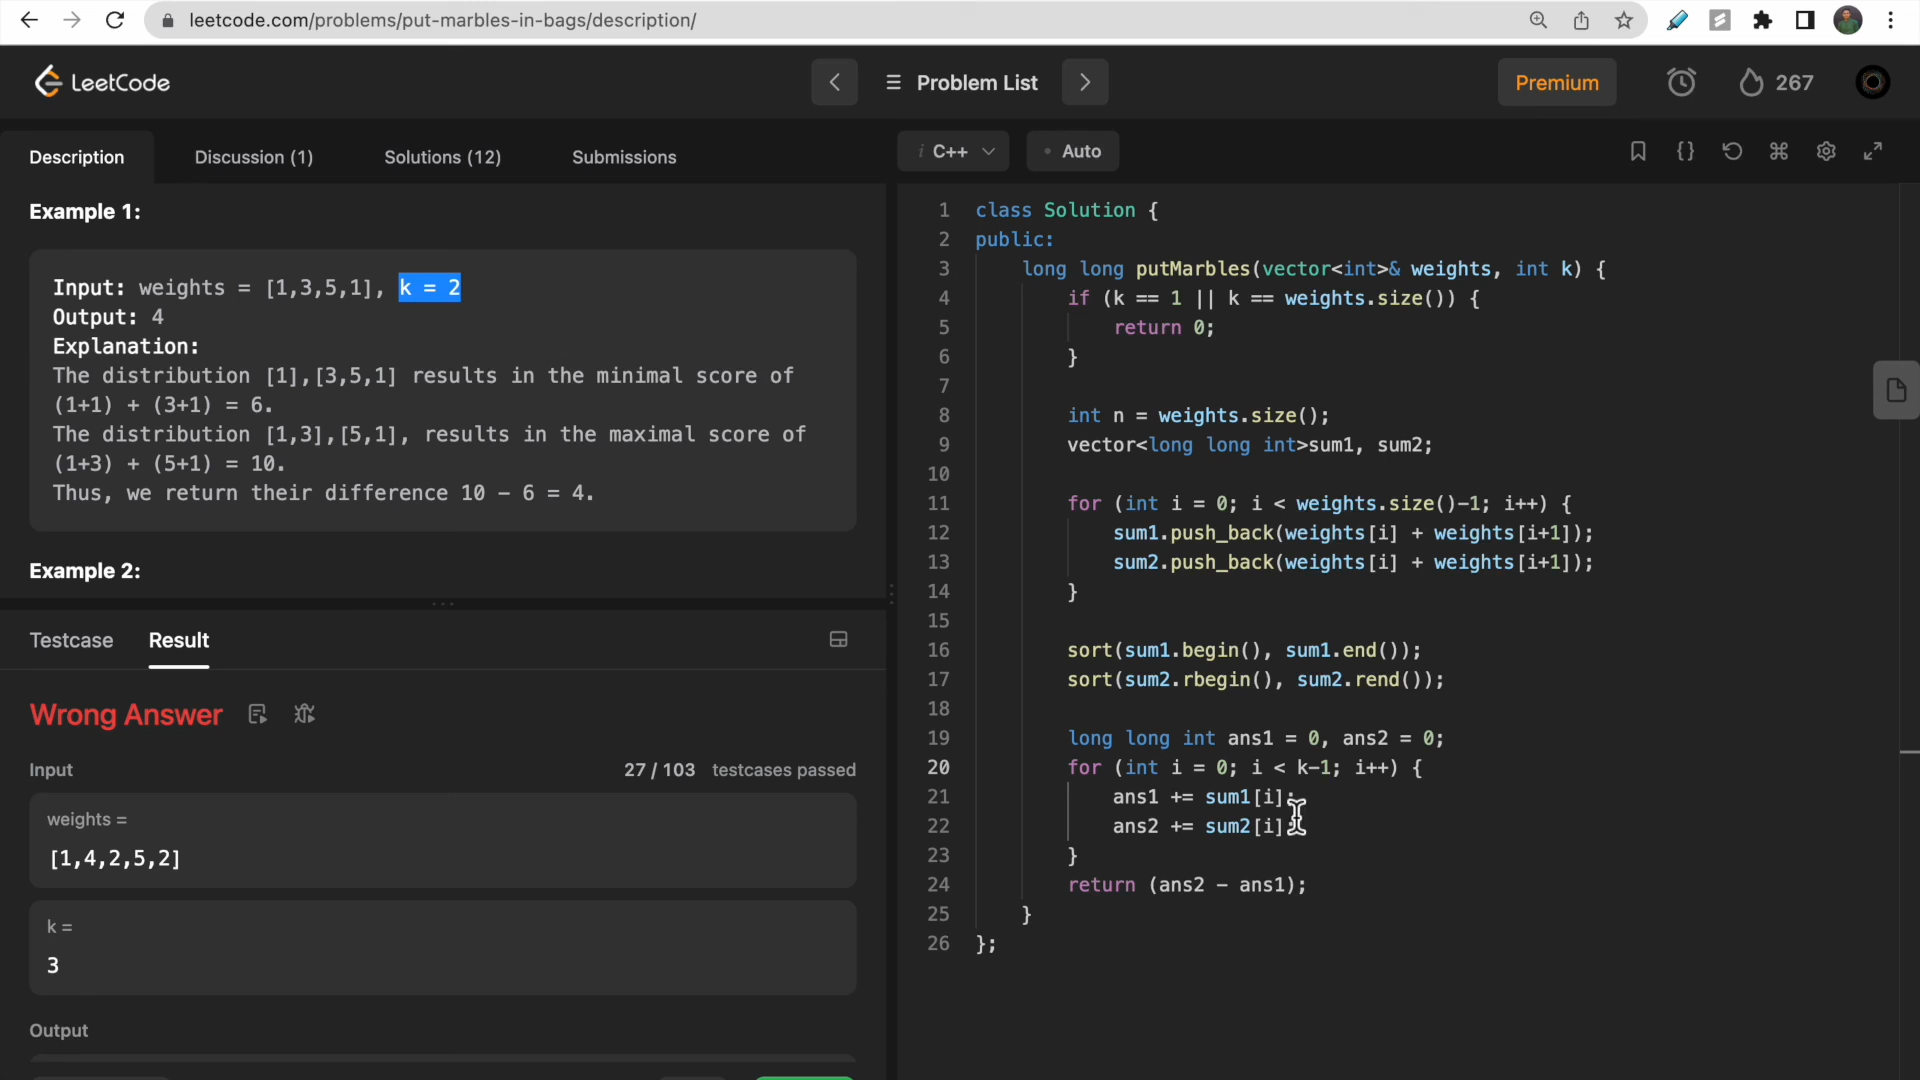 leetcode.com/problems/put-marbles-in-bags/description/
LeetCode
Problem List
Premium
267
Description
Discussion (1)
Solutions (12)
Submissions
Example 1:
Input: weights = [1,3,5,1], k = 2
Output: 4
Explanation:
The distribution [1],[3,5,1] results in the minimal score of
(1+1) + (3+1) = 6.
The distribution [1,3],[5,1], results in the maximal score of
(1+3) + (5+1) = 10.
Thus, we return their difference 10 - 6 = 4.
Example 2:
Testcase
Result
Wrong Answer
Input
27 / 103 testcases passed
weights =
[1,4,2,5,2]
k =
3
Output
i C++
Auto
1 class Solution {
2 public:
3     long long putMarbles(vector<int>& weights, int k) {
4         if (k == 1 || k == weights.size()) {
5             return 0;
6         }
7
8         int n = weights.size();
9         vector<long long int>sum1, sum2;
10
11         for (int i = 0; i < weights.size()-1; i++) {
12             sum1.push_back(weights[i] + weights[i+1]);
13             sum2.push_back(weights[i] + weights[i+1]);
14         }
15
16         sort(sum1.begin(), sum1.end());
17         sort(sum2.rbegin(), sum2.rend());
18
19         long long int ans1 = 0, ans2 = 0;
20         for (int i = 0; i < k-1; i++) {
21             ans1 += sum1[i];
22             ans2 += sum2[i];
23         }
24         return (ans2 - ans1);
25     }
26 };